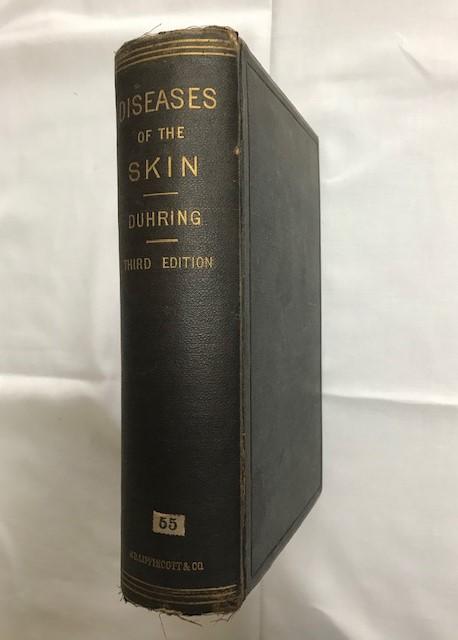 DISEASES
OF THE
SKIN
DUHRING
THIRD EDITION
55
J.B.LIPPINCOTT & CO.